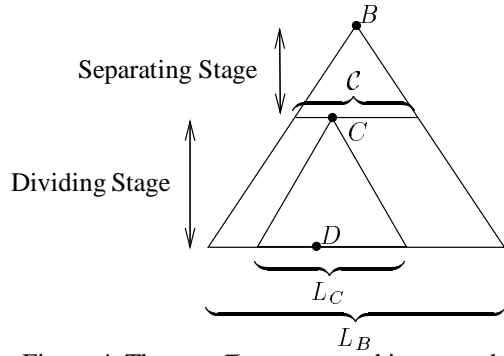 B
Separating Stage
𝒞
C
Dividing Stage
D
L_C
L_B